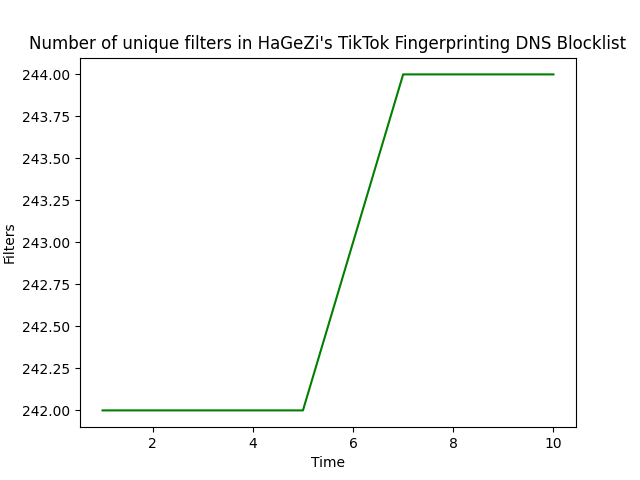 Number of unique filters in HaGeZi's TikTok Fingerprinting DNS Blocklist
244.00
243.75
243.50
243.25
243.00
242.75
242.50
242.25
242.00
Filters
2 4 6 8 10
Time